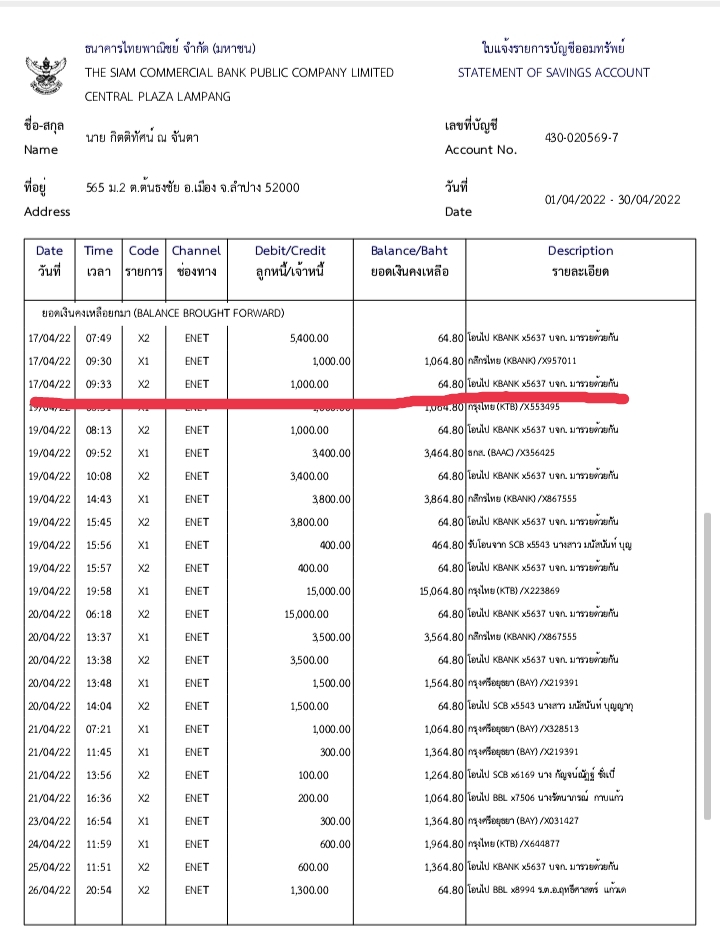 ธนาคารไทยพาณิชย์ จำกัด (มหาชน)
ใบแจ้งรายการบัญชีออมทรัพย์
THE SIAM COMMERCIAL BANK PUBLIC COMPANY LIMITED
STATEMENT OF SAVINGS ACCOUNT
CENTRAL PLAZA LAMPANG
ชื่อ-สกุล
Name
นาย กิตติทัศน์ ณ จันตา
เลขที่บัญชี
Account No.
430-020569-7
ที่อยู่
Address
565 ม.2 ต.ต้นธงชัย อ.เมือง จ.ลำปาง 52000
วันที่
Date
01/04/2022 - 30/04/2022
Date Time Code Channel Debit/Credit Balance/Baht Description
วันที่ เวลา รายการ ช่องทาง ลูกหนี้/เจ้าหนี้ ยอดเงินคงเหลือ รายละเอียด
ยอดเงินคงเหลือยกมา (BALANCE BROUGHT FORWARD)
17/04/22 07:49 X2 ENET 5,400.00 64.80 โอนไป KBANK x5637 บจก. มารวยด้วยกัน
17/04/22 09:30 X1 ENET 1,000.00 1,064.80 กสิกรไทย (KBANK) /X957011
17/04/22 09:33 X2 ENET 1,000.00 64.80 โอนไป KBANK x5637 บจก. มารวยด้วยกัน
ENET 1,064.80 กรุงไทย (KTB) /X553495
19/04/22 08:13 X2 ENET 1,000.00 64.80 โอนไป KBANK x5637 บจก. มารวยด้วยกัน
19/04/22 09:52 X1 ENET 3,400.00 3,464.80 ธกส. (BAAC) /X356425
19/04/22 10:08 X2 ENET 3,400.00 64.80 โอนไป KBANK x5637 บจก. มารวยด้วยกัน
19/04/22 14:43 X1 ENET 3,800.00 3,864.80 กสิกรไทย (KBANK) /X867555
19/04/22 15:45 X2 ENET 3,800.00 64.80 โอนไป KBANK x5637 บจก. มารวยด้วยกัน
19/04/22 15:56 X1 ENET 400.00 464.80 รับโอนจาก SCB x5543 นางสาว มนัสนันท์ บุญ
19/04/22 15:57 X2 ENET 400.00 64.80 โอนไป KBANK x5637 บจก. มารวยด้วยกัน
19/04/22 19:58 X1 ENET 15,000.00 15,064.80 กรุงไทย (KTB) /X223869
20/04/22 06:18 X2 ENET 15,000.00 64.80 โอนไป KBANK x5637 บจก. มารวยด้วยกัน
20/04/22 13:37 X1 ENET 3,500.00 3,564.80 กสิกรไทย (KBANK) /X867555
20/04/22 13:38 X2 ENET 3,500.00 64.80 โอนไป KBANK x5637 บจก. มารวยด้วยกัน
20/04/22 13:48 X1 ENET 1,500.00 1,564.80 กรุงศรีอยุธยา (BAY) /X219391
20/04/22 14:04 X2 ENET 1,500.00 64.80 โอนไป SCB x5543 นางสาว มนัสนันท์ บุญญากุ
21/04/22 07:21 X1 ENET 1,000.00 1,064.80 กรุงศรีอยุธยา (BAY) /X328513
21/04/22 11:45 X1 ENET 300.00 1,364.80 กรุงศรีอยุธยา (BAY) /X219391
21/04/22 13:56 X2 ENET 100.00 1,264.80 โอนไป SCB x6169 นาง กัญจน์ณัฏฐ์
21/04/22 16:36 X2 ENET 200.00 1,064.80 โอนไป BBL x7506 นางรัตนาภรณ์ กาบแก้ว
23/04/22 16:54 X1 ENET 300.00 1,364.80 กรุงศรีอยุธยา (BAY) /X031427
24/04/22 11:59 X1 ENET 600.00 1,964.80 กรุงไทย (KTB) /X644877
25/04/22 11:51 X2 ENET 600.00 1,364.80 โอนไป KBANK x5637 บจก. มารวยด้วยกัน
26/04/22 20:54 X2 ENET 1,300.00 64.80 โอนไป BBL x8994 ร.ต.อ.ฤทธิศาสตร์ แก้วเด